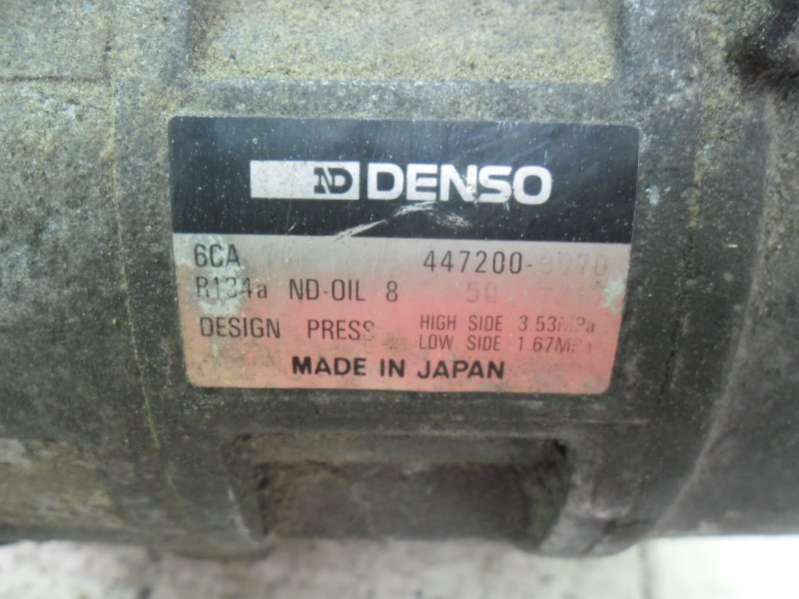 ND DENSO
6CA 447200-
R134a ND-OIL 8
DESIGN PRESS HIGH SIDE 3.53MPa
LOW SIDE 1.67MPa
MADE IN JAPAN